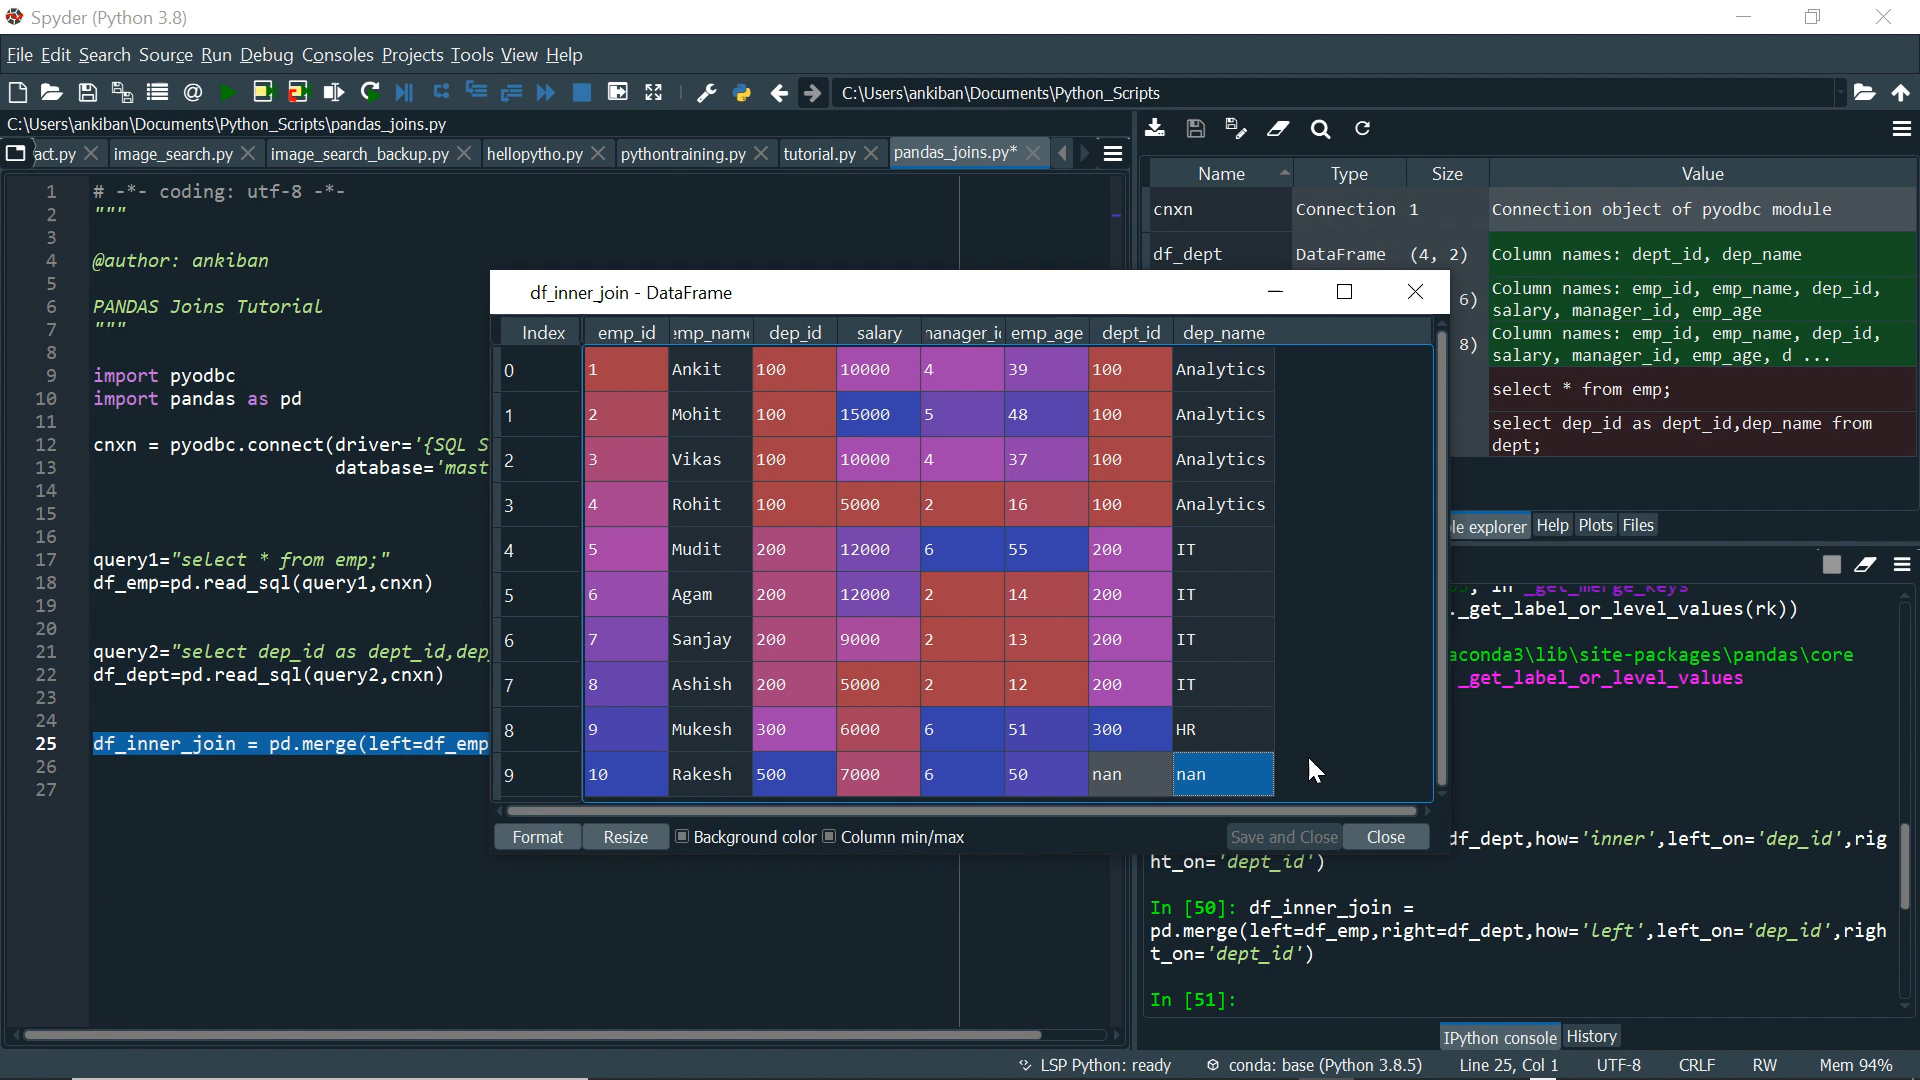 Spyder (Python 3.8)
File Edit Search Source Run Debug Consoles Projects Tools View Help
C:\Users\ankiban\Documents\Python_Scripts
C:\Users\ankiban\Documents\Python_Scripts\pandas_joins.py
act.py image_search.py image_search_backup.py hellopytho.py pythontraining.py tutorial.py pandas_joins.py*
1 # -*- coding: utf-8 -*-
2 """
3
4 @author: ankiban
5
6 PANDAS Joins Tutorial
7 """
8
9 import pyodbc
10 import pandas as pd
11
12 cnxn = pyodbc.connect(driver='{SQL S
13 database='mast
14
15
16
17 query1="select * from emp;"
18 df_emp=pd.read_sql(query1,cnxn)
19
20
21 query2="select dep_id as dept_id,dep
22 df_dept=pd.read_sql(query2,cnxn)
23
24
25 df_inner_join = pd.merge(left=df_emp
26
27
Name Type Size Value
cnxn Connection 1 Connection object of pyodbc module
df_dept DataFrame (4, 2) Column names: dept_id, dep_name
6) Column names: emp_id, emp_name, dep_id,
salary, manager_id, emp_age
8) Column names: emp_id, emp_name, dep_id,
salary, manager_id, emp_age, d ...
select * from emp;
select dep_id as dept_id,dep_name from
dept;
df_inner_join - DataFrame
Index emp_id emp_name dep_id salary manager_id emp_age dept_id dep_name
0 1 Ankit 100 10000 4 39 100 Analytics
1 2 Mohit 100 15000 5 48 100 Analytics
2 3 Vikas 100 10000 4 37 100 Analytics
3 4 Rohit 100 5000 2 16 100 Analytics
4 5 Mudit 200 12000 6 55 200 IT
5 6 Agam 200 12000 2 14 200 IT
6 7 Sanjay 200 9000 2 13 200 IT
7 8 Ashish 200 5000 2 12 200 IT
8 9 Mukesh 300 6000 6 51 300 HR
9 10 Rakesh 500 7000 6 50 nan nan
Format Resize Background color Column min/max Save and Close Close
le explorer Help Plots Files
in _get_merge_keys
._get_label_or_level_values(rk))
aconda3\lib\site-packages\pandas\core
_get_label_or_level_values
df_dept,how='inner',left_on='dep_id',rig
ht_on='dept_id')
In [50]: df_inner_join =
pd.merge(left=df_emp,right=df_dept,how='left',left_on='dep_id',righ
t_on='dept_id')
In [51]:
IPython console History
LSP Python: ready conda: base (Python 3.8.5) Line 25, Col 1 UTF-8 CRLF RW Mem 94%